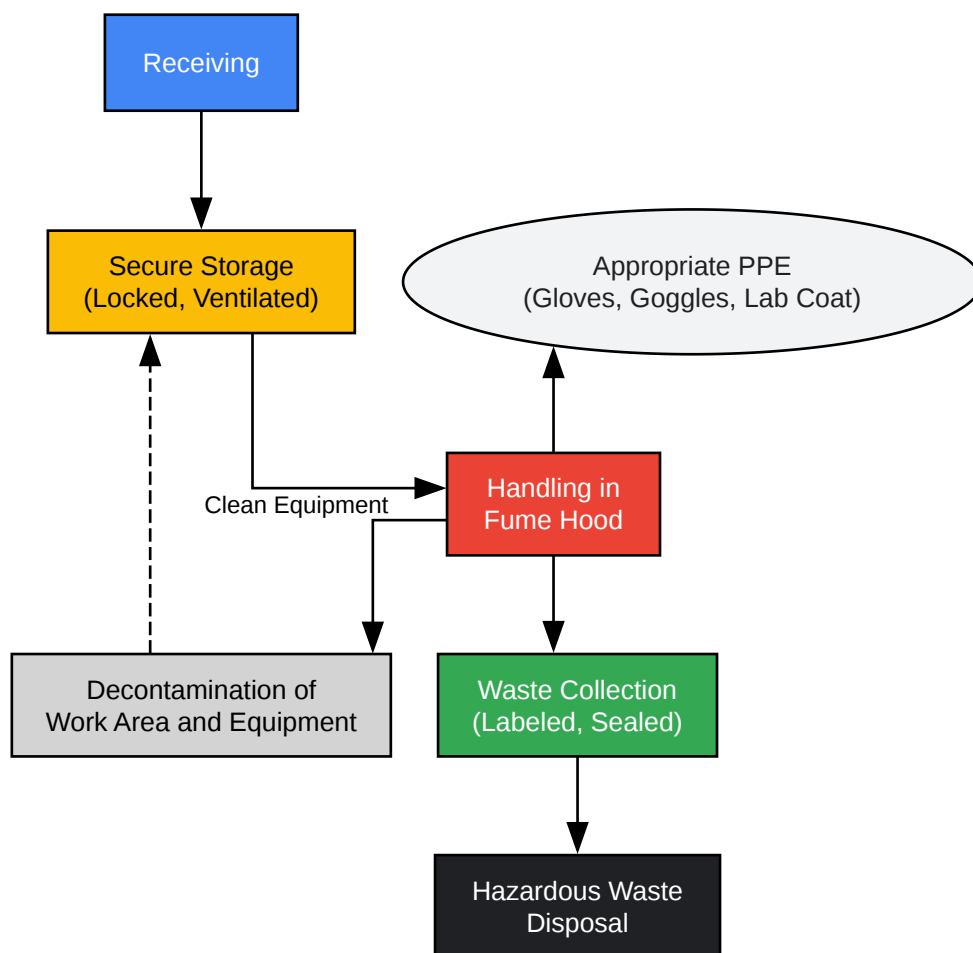 Receiving
Secure Storage
(Locked, Ventilated)
Appropriate PPE
(Gloves, Goggles, Lab Coat)
Clean Equipment
Handling in
Fume Hood
Decontamination of
Work Area and Equipment
Waste Collection
(Labeled, Sealed)
Hazardous Waste
Disposal